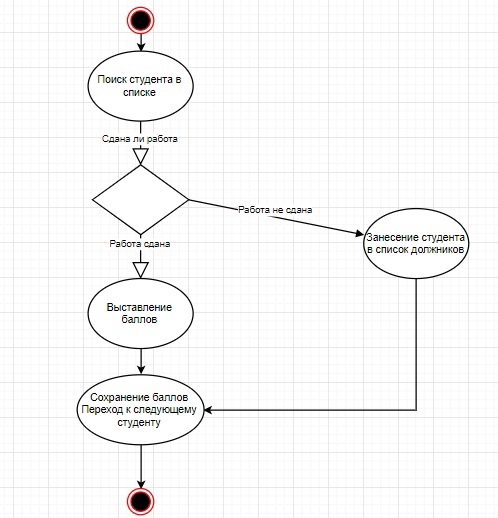 Поиск студента в
списке
Сдана ли работа
Работа не сдана
Занесение студента
в список должников
Работа сдана
Выставление
баллов
Сохранение баллов
Переход к следующему
студенту